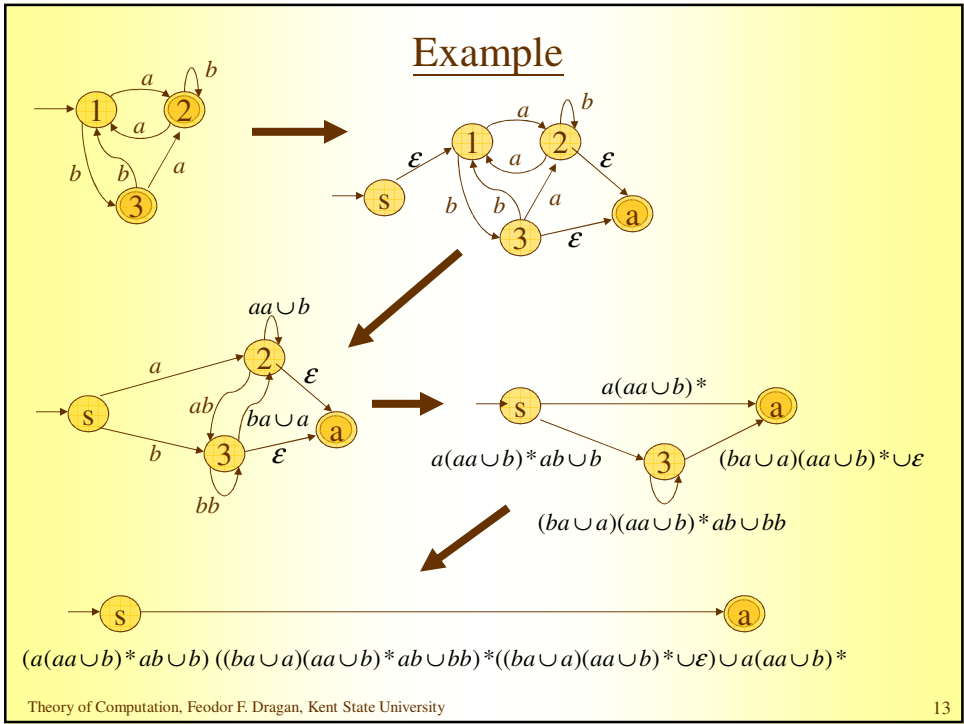 Example
a
b
1
2
a
b
b
a
3
a
b
1
2
ε
a
ε
s
b
b
a
a
3
ε
aa∪b
2
a
ε
s
ab
ba∪a
a
b
3
ε
bb
a(aa∪b)*
s
a
a(aa∪b)*ab∪b
3
(ba∪a)(aa∪b)*∪ε
(ba∪a)(aa∪b)*ab∪bb
s
a
(a(aa∪b)*ab∪b) ((ba∪a)(aa∪b)*ab∪bb)*((ba∪a)(aa∪b)*∪ε)∪a(aa∪b)*
Theory of Computation, Feodor F. Dragan, Kent State University
13